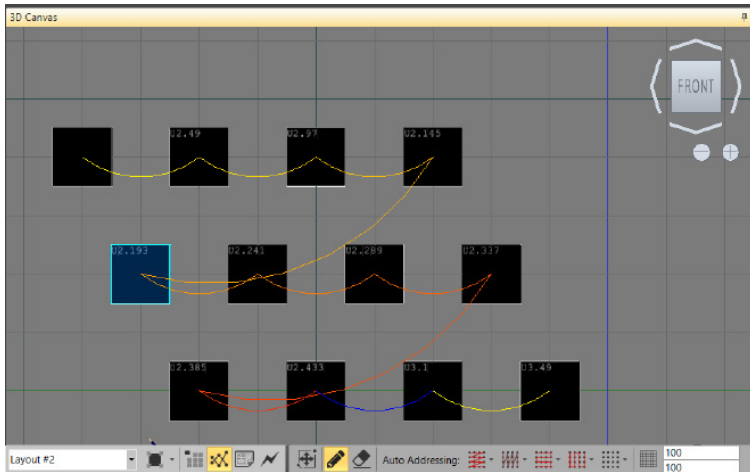 3D Canvas
FRONT
U2.49
U2.97
U2.145
U2.193
U2.241
U2.289
U2.337
U2.385
U2.433
U3.1
U3.49
Layout #2
Auto Addressing:
100
100